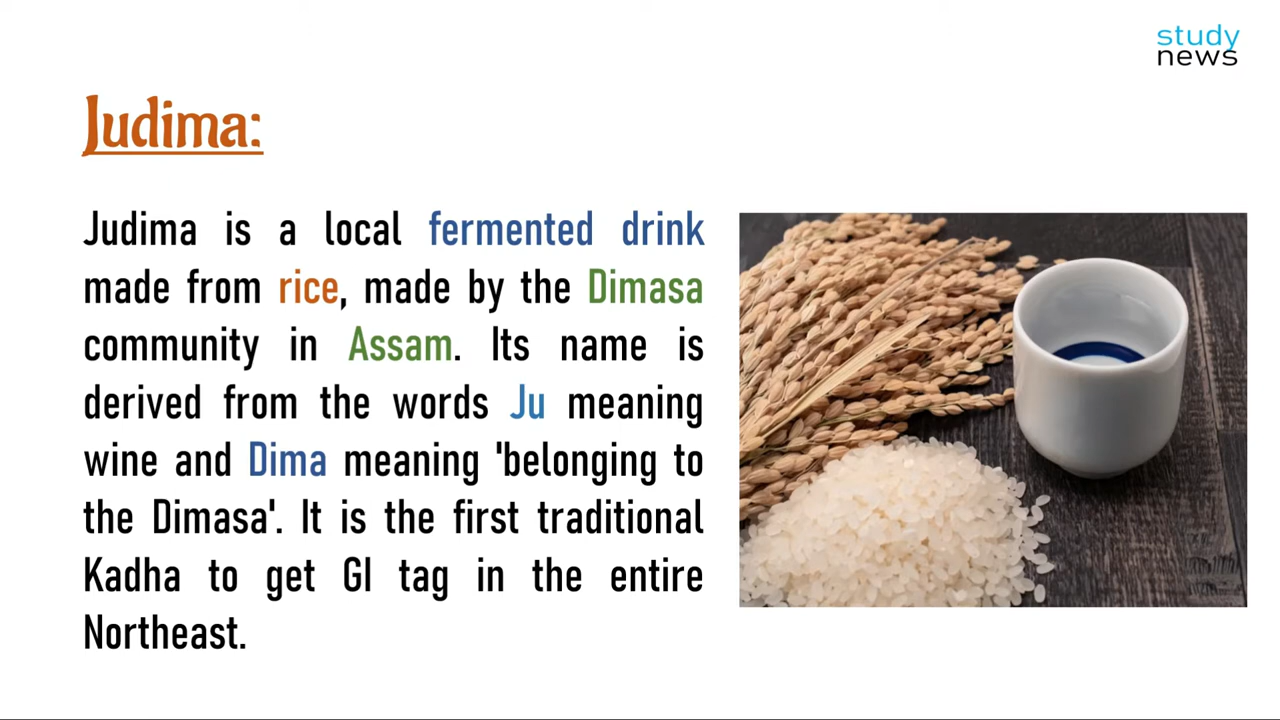 study
news
Judima:
Judima is a local fermented drink
made from rice, made by the Dimasa
community in Assam. Its name is
derived from the words Ju meaning
wine and Dima meaning 'belonging to
the Dimasa'. It is the first traditional
Kadha to get GI tag in the entire
Northeast.